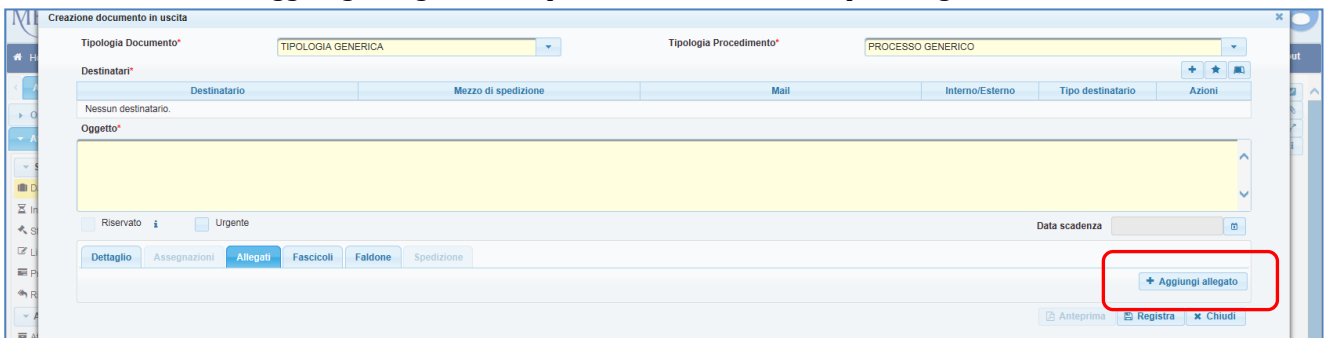 Creazione documento in uscita
Tipologia Documento* TIPOLOGIA GENERICA Tipologia Procedimento* PROCESSO GENERICO
Destinatari*
Destinatario Mezzo di spedizione Mail Interno/Esterno Tipo destinatario Azioni
Nessun destinatario.
Oggetto*
Riservato i Urgente Data scadenza
Dettaglio Assegnazioni Allegati Fascicoli Faldone Spedizione
+ Aggiungi allegato
Anteprima Registra x Chiudi